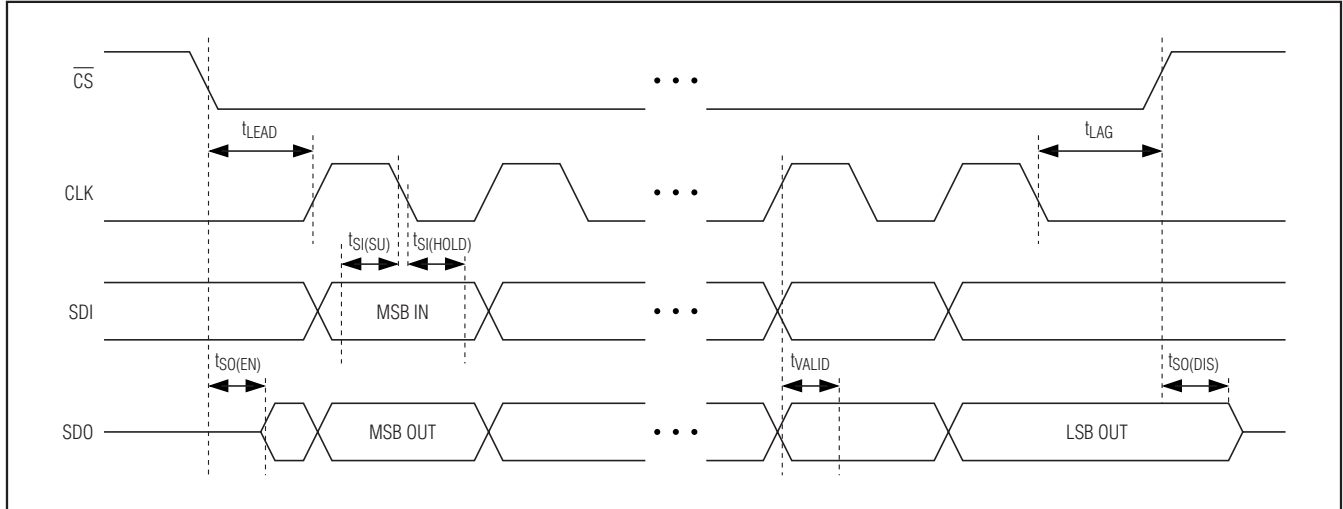 CS
• • •
tLEAD
tLAG
CLK
• • •
tSI(SU)
tSI(HOLD)
SDI
MSB IN
• • •
tSO(EN)
tVALID
tSO(DIS)
SDO
MSB OUT
• • •
LSB OUT